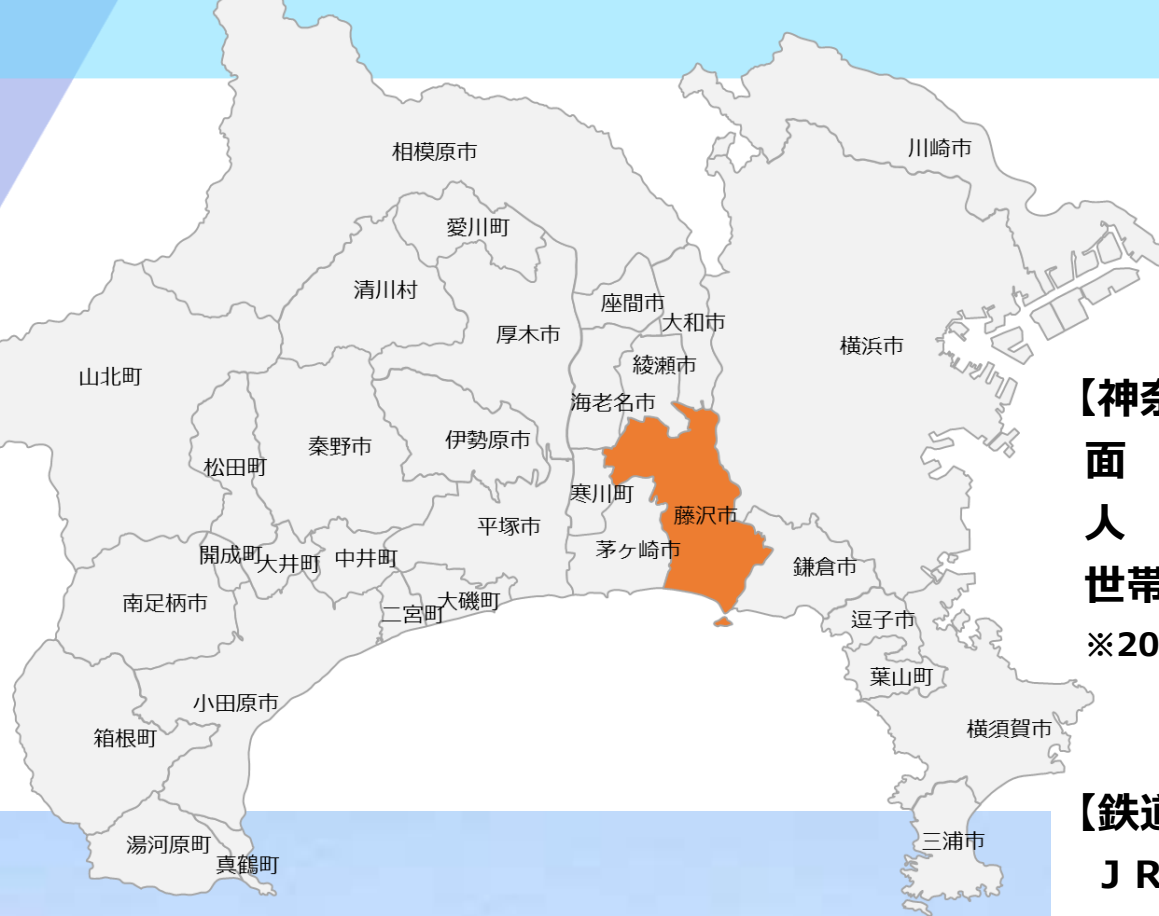 相模原市
川崎市
愛川町
清川村
座間市
大和市
厚木市
横浜市
綾瀬市
山北町
海老名市
伊勢原市
秦野市
松田町
寒川町
藤沢市
平塚市
茅ヶ崎市
開成町
大井町
中井町
鎌倉市
南足柄市
二宮町
大磯町
逗子市
葉山町
小田原市
箱根町
横須賀市
湯河原町
真鶴町
三浦市
【神奈
面
人
世帯
※20
【鉄道
ＪＲ